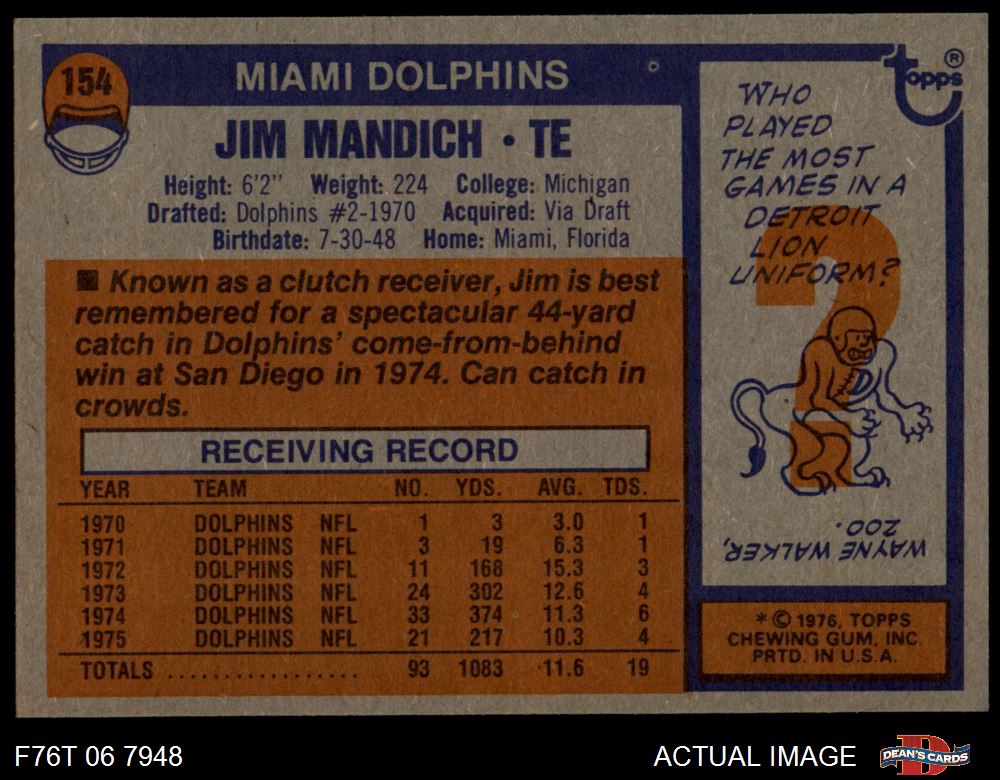 154
MIAMI DOLPHINS
JIM MANDICH • TE
Height: 6'2" Weight: 224 College: Michigan
Drafted: Dolphins #2-1970 Acquired: Via Draft
Birthdate: 7-30-48 Home: Miami, Florida
■ Known as a clutch receiver, Jim is best
remembered for a spectacular 44-yard
catch in Dolphins' come-from-behind
win at San Diego in 1974. Can catch in
crowds.
RECEIVING RECORD
YEAR TEAM NO. YDS. AVG. TDS.
1970 DOLPHINS NFL 1 3 3.0 1
1971 DOLPHINS NFL 3 19 6.3 1
1972 DOLPHINS NFL 11 168 15.3 3
1973 DOLPHINS NFL 24 302 12.6 4
1974 DOLPHINS NFL 33 374 11.3 6
1975 DOLPHINS NFL 21 217 10.3 4
TOTALS .................. 93 1083 11.6 19
topps ®
WHO
PLAYED
THE MOST
GAMES IN A
DETROIT
LION
UNIFORM?
?
D
WAYNE WALKER,
200.
*© 1976, TOPPS
CHEWING GUM, INC.
PRTD. IN U.S.A.
F76T 06 7948
ACTUAL IMAGE
D
DEAN'S CARDS